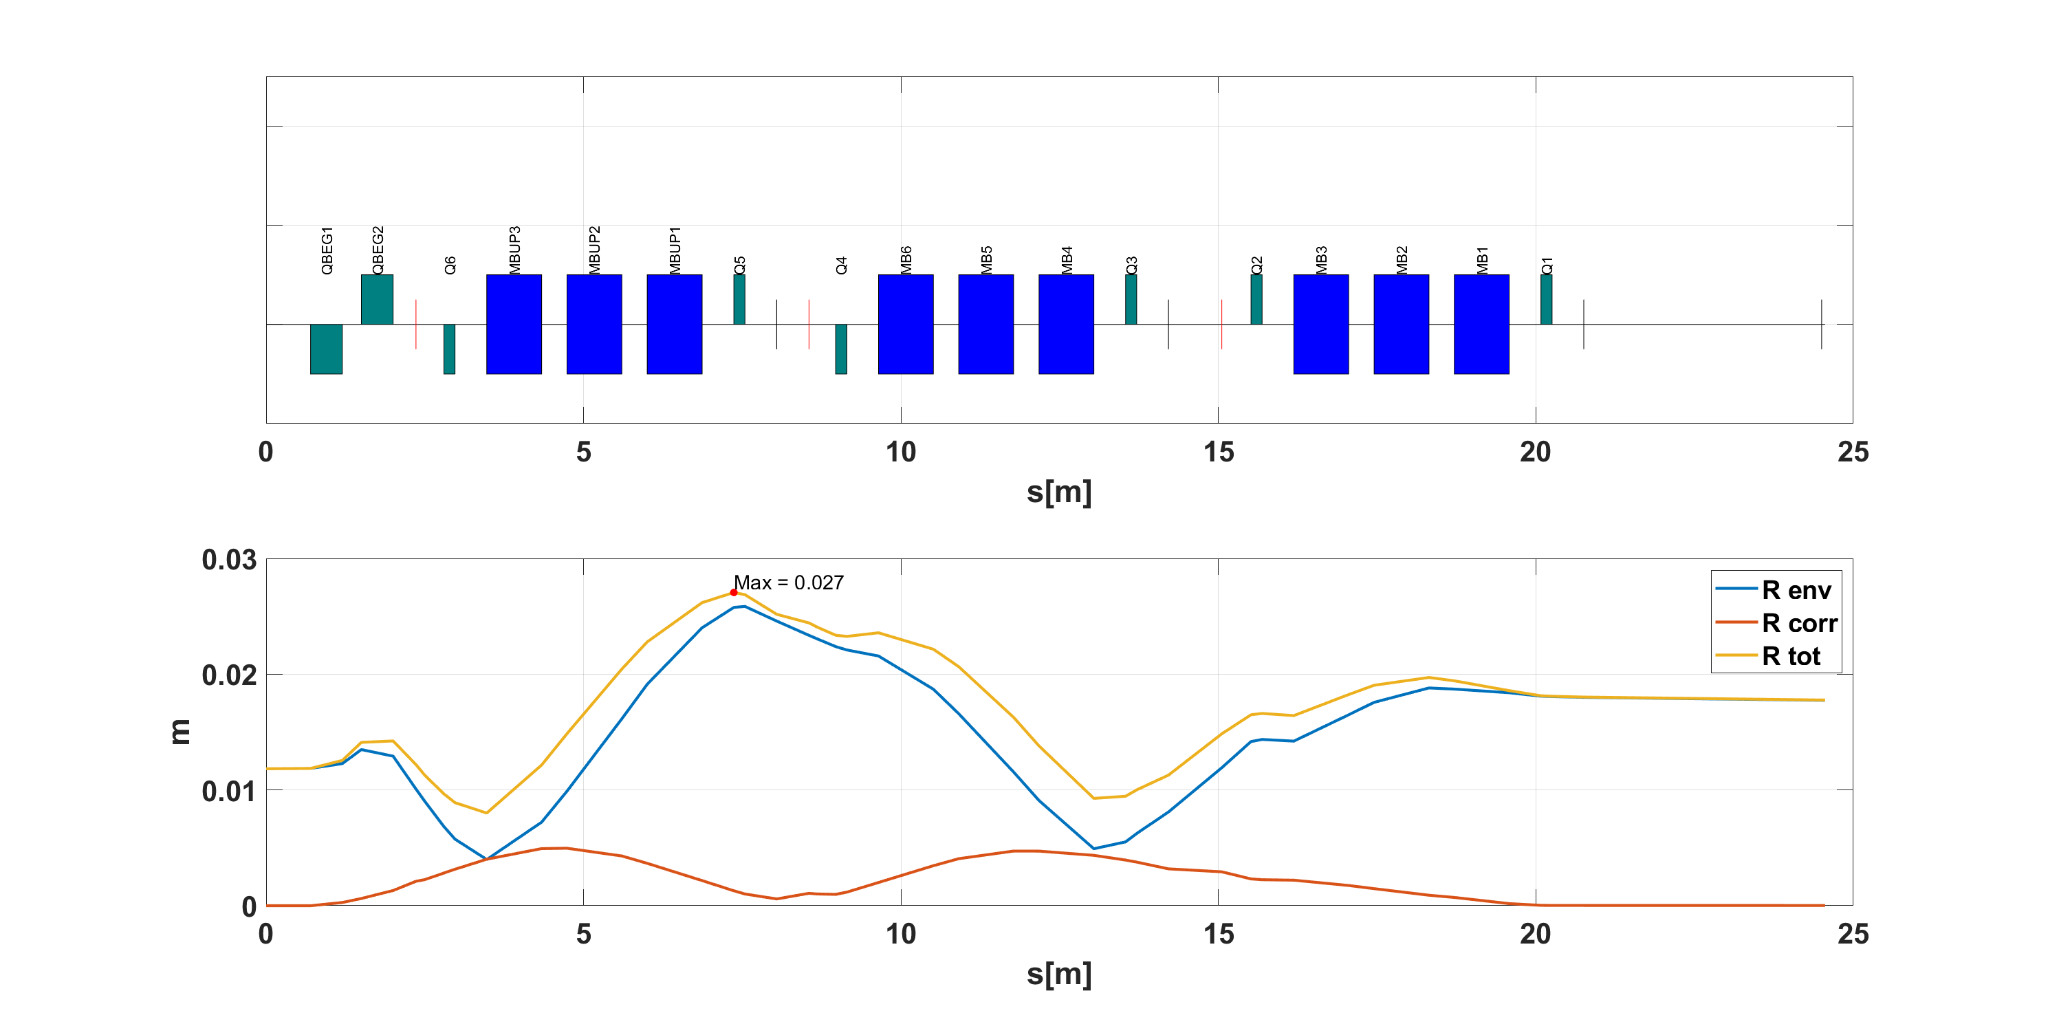 QBEG1
QBEG2
Q6
MBUP3
MBUP2
MBUP1
Q5
Q4
MB6
MB5
MB4
Q3
Q2
MB3
MB2
MB1
Q1
0 5 10 15 20 25
s[m]
0.03
0.02
0.01
0
m
Max = 0.027
R env
R corr
R tot
0 5 10 15 20 25
s[m]